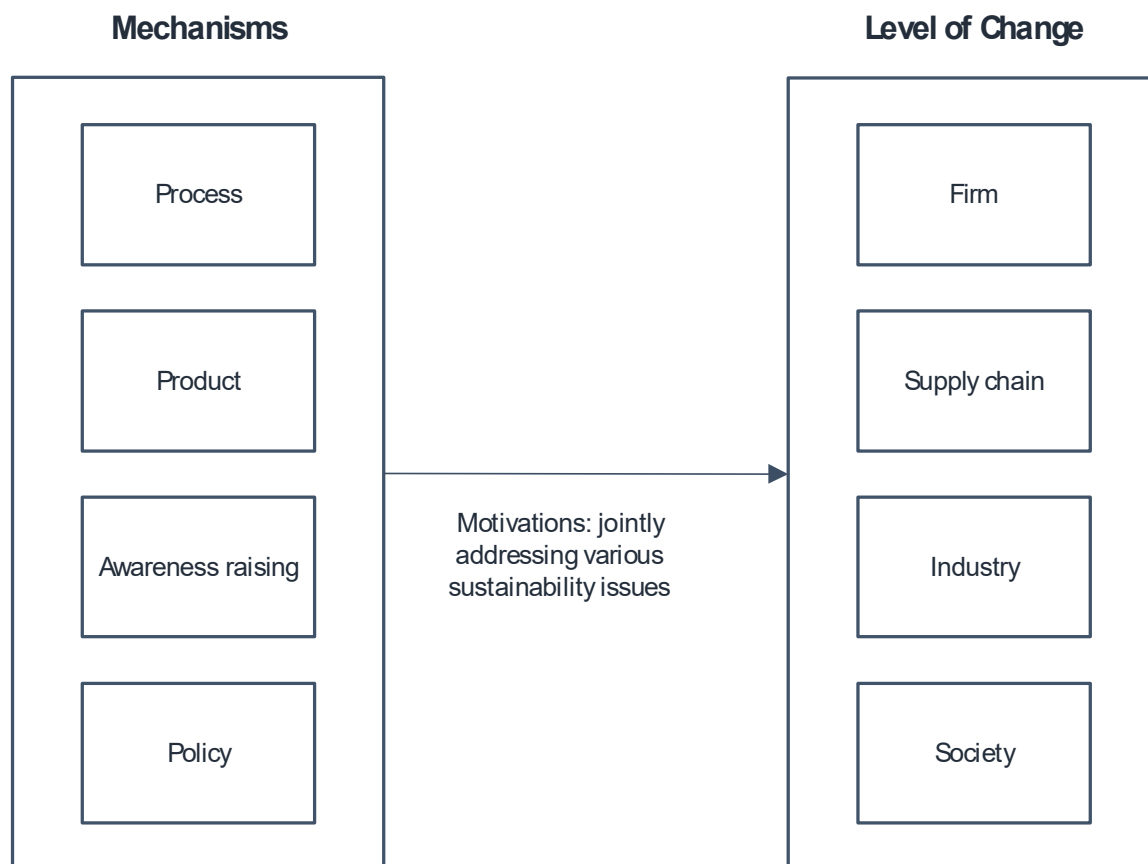 Mechanisms
Process
Product
Awareness raising
Policy
Motivations: jointly
addressing various
sustainability issues
Level of Change
Firm
Supply chain
Industry
Society